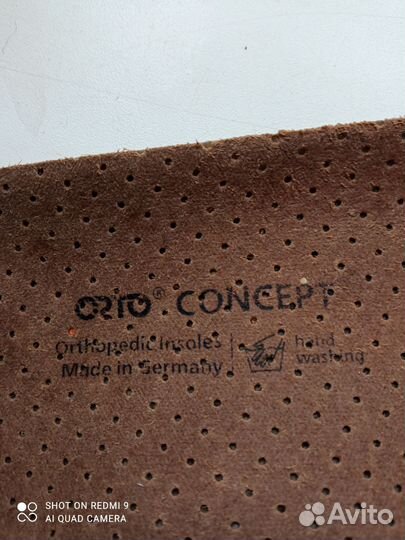 ORTO® CONCEPT
Orthopedic Insoles
Made in Germany
hand
washing
SHOT ON REDMI 9
AI QUAD CAMERA
Avito